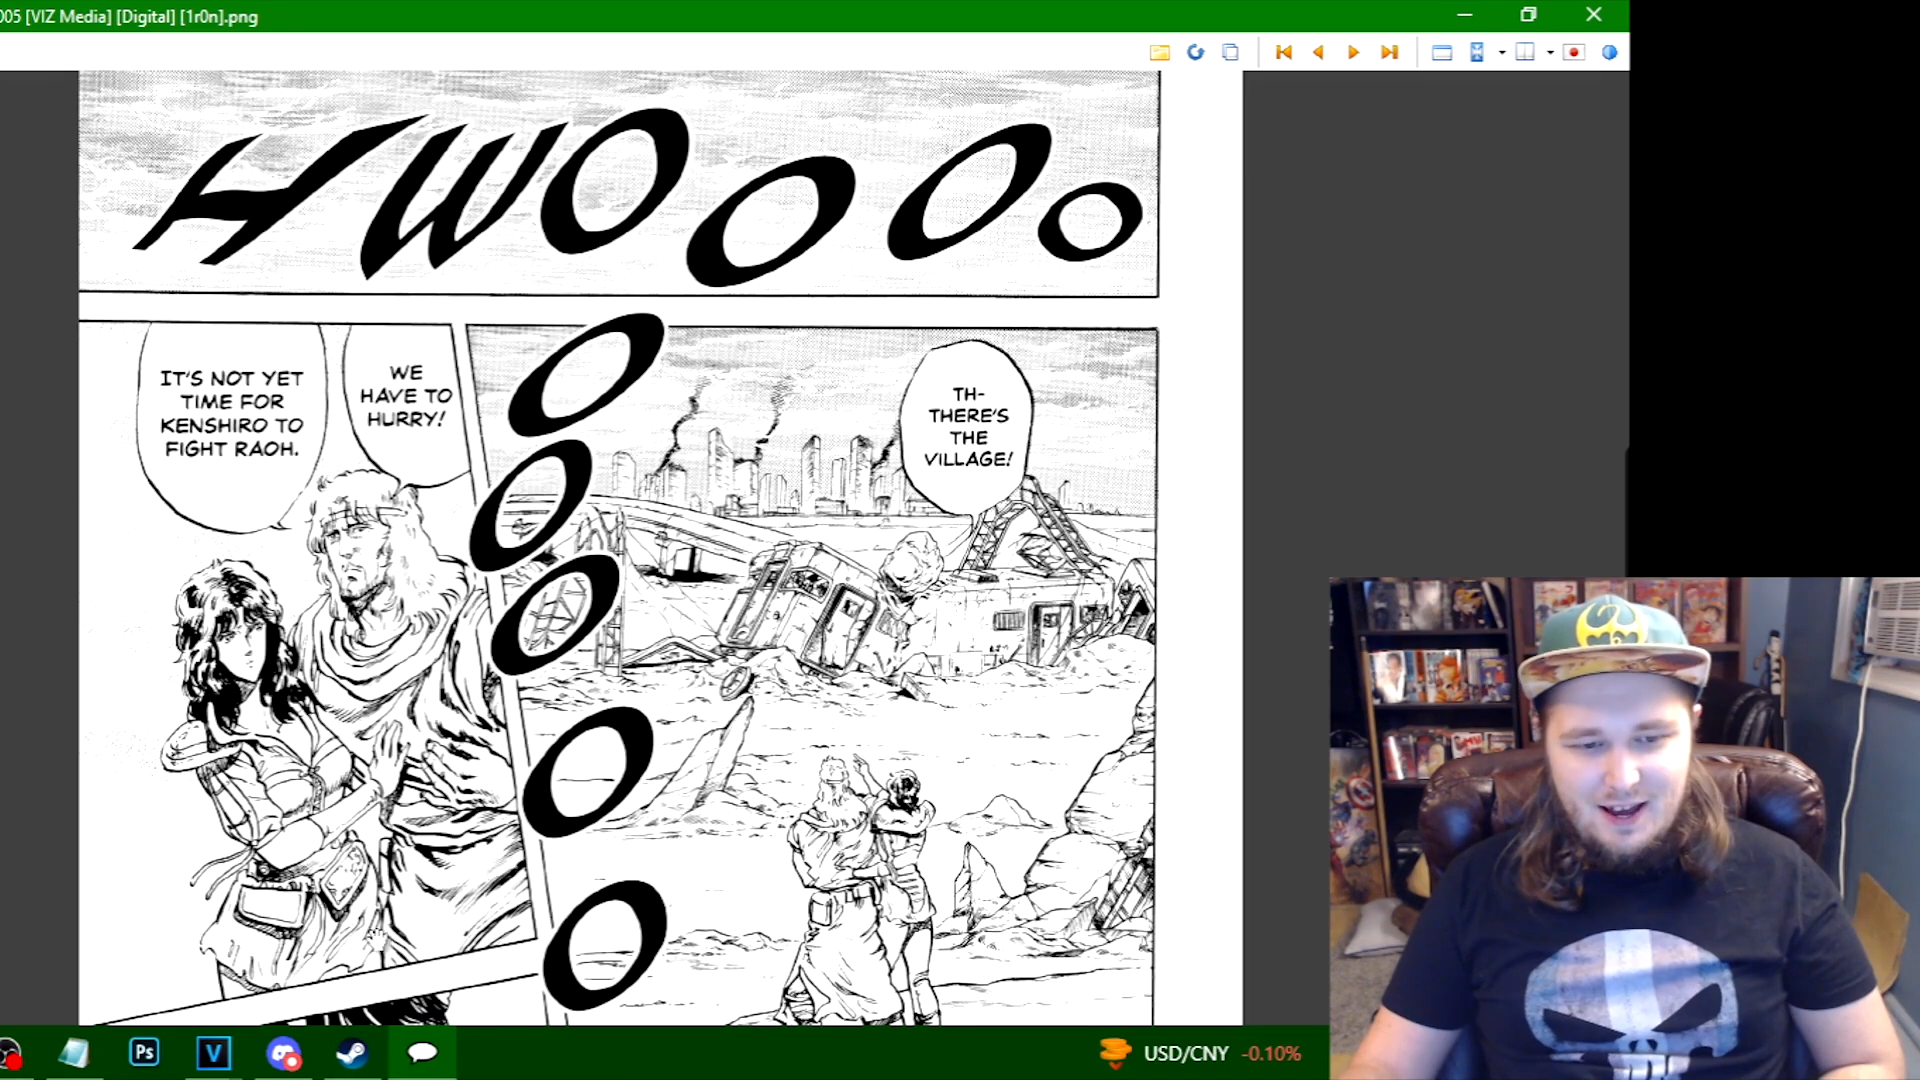 005 [VIZ Media] [Digital] [1r0n].png
HWOOOO
OOOOO
TH-
THERE'S
THE
VILLAGE!
WE
HAVE TO
HURRY!
IT'S NOT YET
TIME FOR
KENSHIRO TO
FIGHT RAOH.
Ps
V
USD/CNY -0.10%